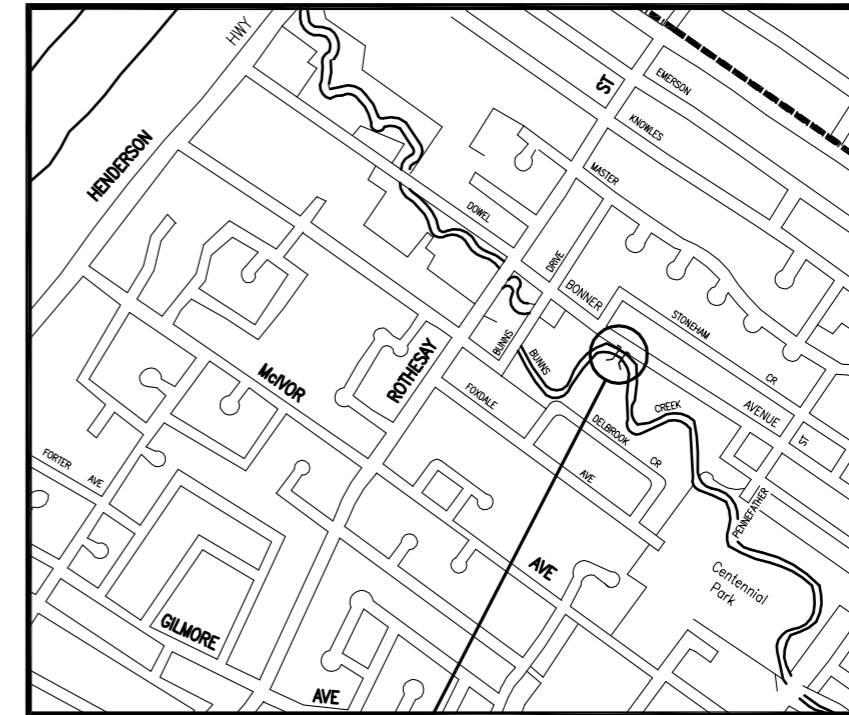 HWY
HENDERSON
ST
EMERSON
KNOWLES
MASTER
DOWEL
DRIVE
BONNER
STONEHAM
CR
AVENUE
ST
BUNNS
BUNNS
CREEK
ROTHESAY
McIVOR
FOXDALE
DELBROOK
CR
AVE
PENNEFATHER
Centennial
Park
FORTER
AVE
AVE
GILMORE
AVE